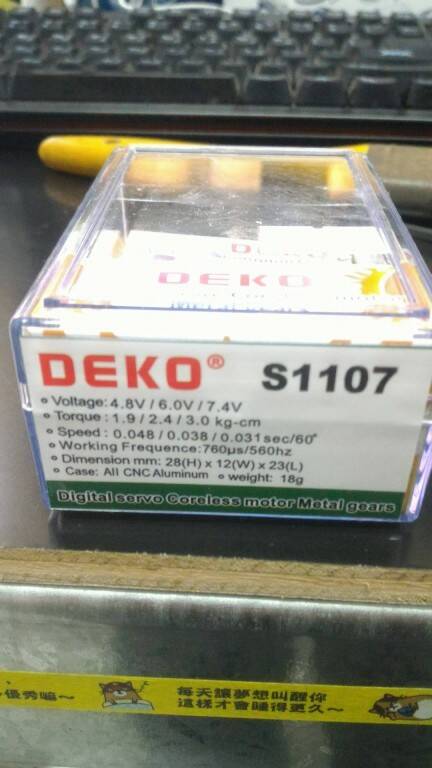 DEKO
DEKO® S1107
Voltage: 4.8V / 6.0V / 7.4V
Torque : 1.9 / 2.4 / 3.0 kg-cm
Speed : 0.048 / 0.038 / 0.031sec/60°
Working Frequence:760μs/560hz
Dimension mm: 28(H) x 12(W) x 23(L)
Case: All CNC Aluminum weight: 18g
Digital servo Coreless motor Metal gears
優秀嘛～
每天讓夢想叫醒你
這樣才會睡得更久～